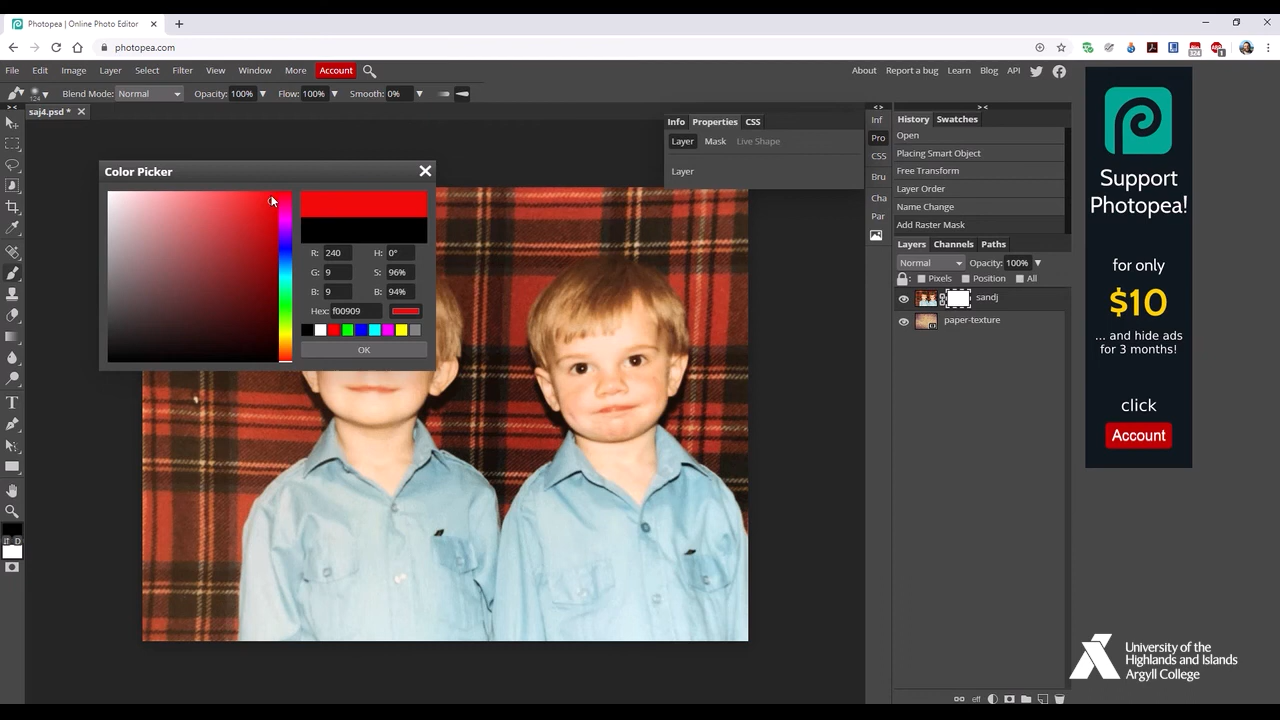 Photopea | Online Photo Editor
photopea.com
File Edit Image Layer Select Filter View Window More Account
About Report a bug Learn Blog API
124 Blend Mode: Normal Opacity: 100% Flow: 100% Smooth: 0%
saj4.psd *
Color Picker
R: 240 H: 0°
G: 9 S: 96%
B: 9 B: 94%
Hex: f00909
OK
Info Properties CSS
Layer Mask Live Shape
Layer
Inf
Pro
CSS
Bru
Cha
Par
History Swatches
Open
Placing Smart Object
Free Transform
Layer Order
Name Change
Add Raster Mask
Layers Channels Paths
Normal Opacity: 100%
Pixels Position All
sandj
paper-texture
eff
D
Support
Photopea!
for only
$10
... and hide ads
for 3 months!
click
Account
University of the
Highlands and Islands
Argyll College